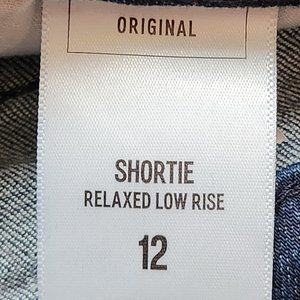 ORIGINAL
SHORTIE
RELAXED LOW RISE
12